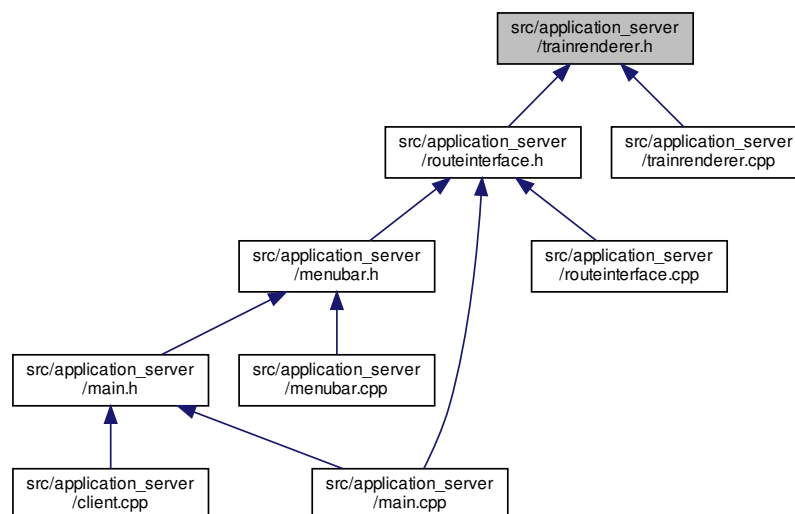 src/application_server
/trainrenderer.h
src/application_server
/routeinterface.h
src/application_server
/trainrenderer.cpp
src/application_server
/menubar.h
src/application_server
/routeinterface.cpp
src/application_server
/main.h
src/application_server
/menubar.cpp
src/application_server
/client.cpp
src/application_server
/main.cpp